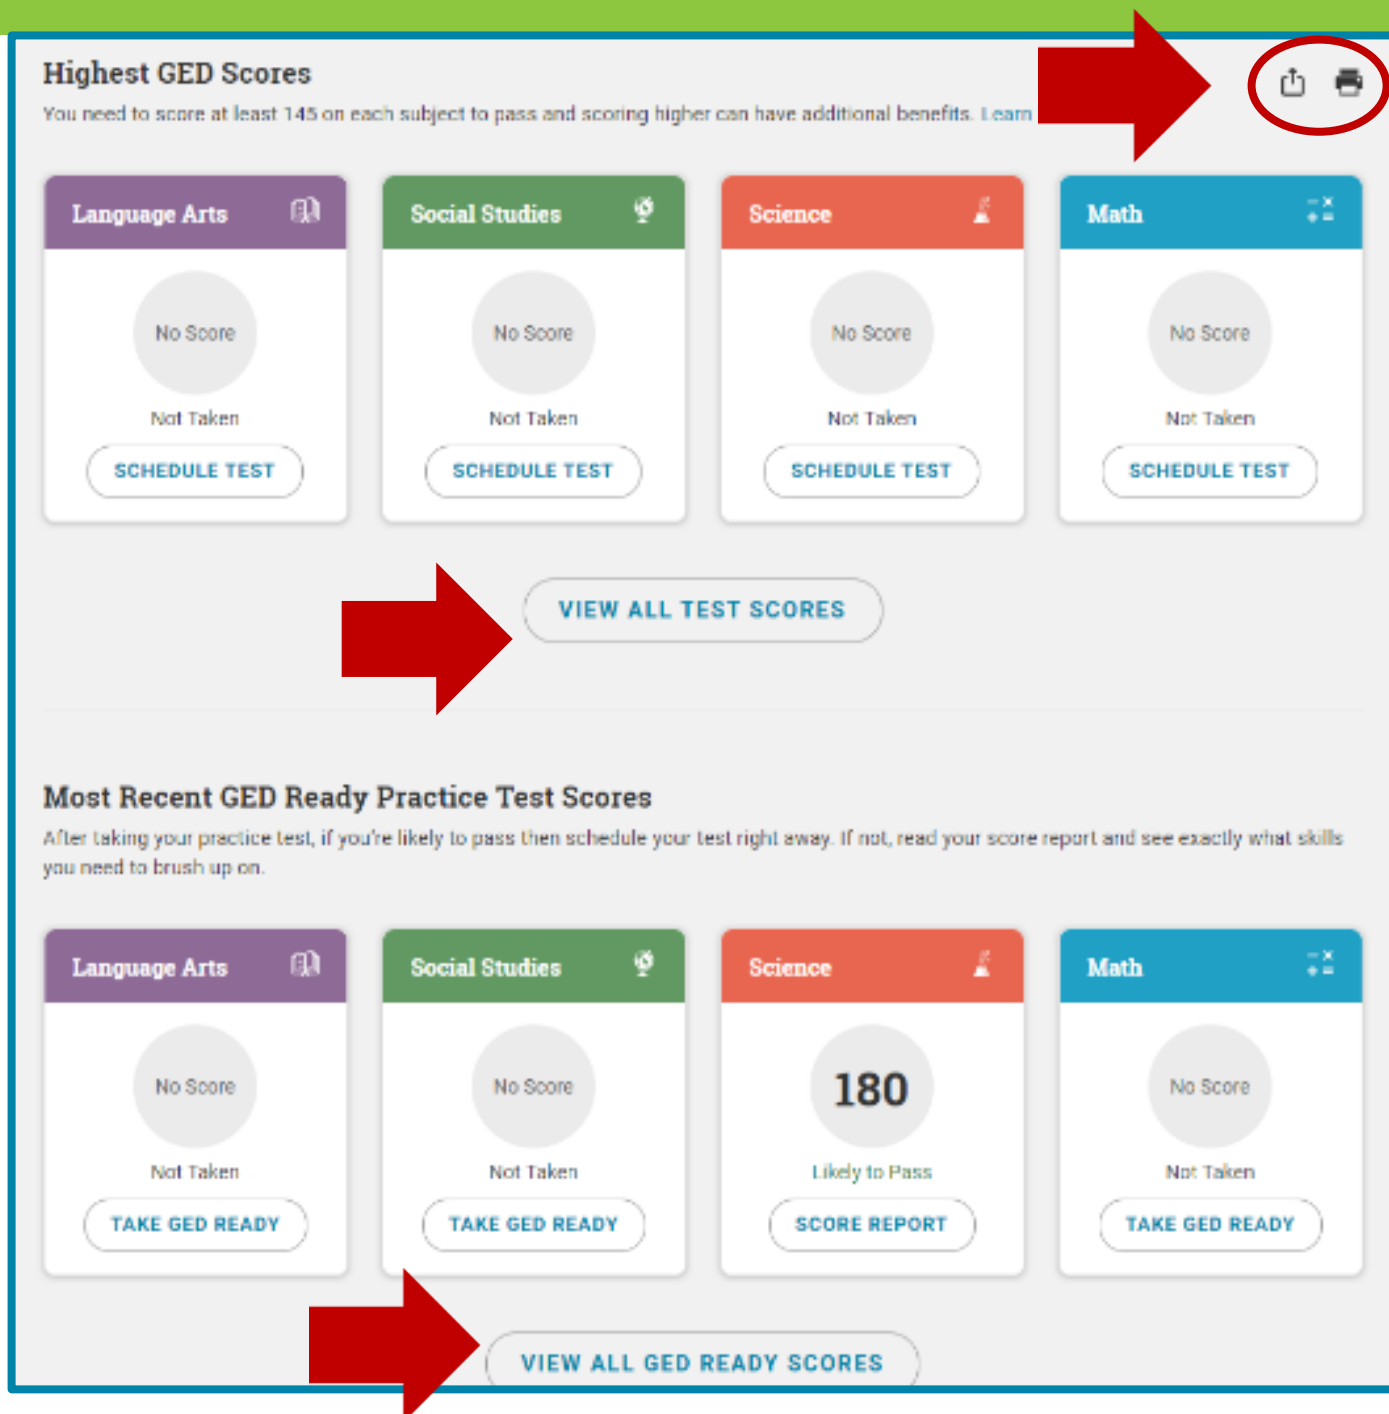 Highest GED Scores
You need to score at least 145 on each subject to pass and scoring higher can have additional benefits. Learn
Language Arts
Social Studies
Science
Math
No Score
No Score
No Score
No Score
Not Taken
Not Taken
Not Taken
Not Taken
SCHEDULE TEST
SCHEDULE TEST
SCHEDULE TEST
SCHEDULE TEST
VIEW ALL TEST SCORES
Most Recent GED Ready Practice Test Scores
After taking your practice test, if you're likely to pass then schedule your test right away. If not, read your score report and see exactly what skills
you need to brush up on.
Language Arts
Social Studies
Science
Math
No Score
No Score
180
No Score
Not Taken
Not Taken
Likely to Pass
Not Taken
TAKE GED READY
TAKE GED READY
SCORE REPORT
TAKE GED READY
VIEW ALL GED READY SCORES